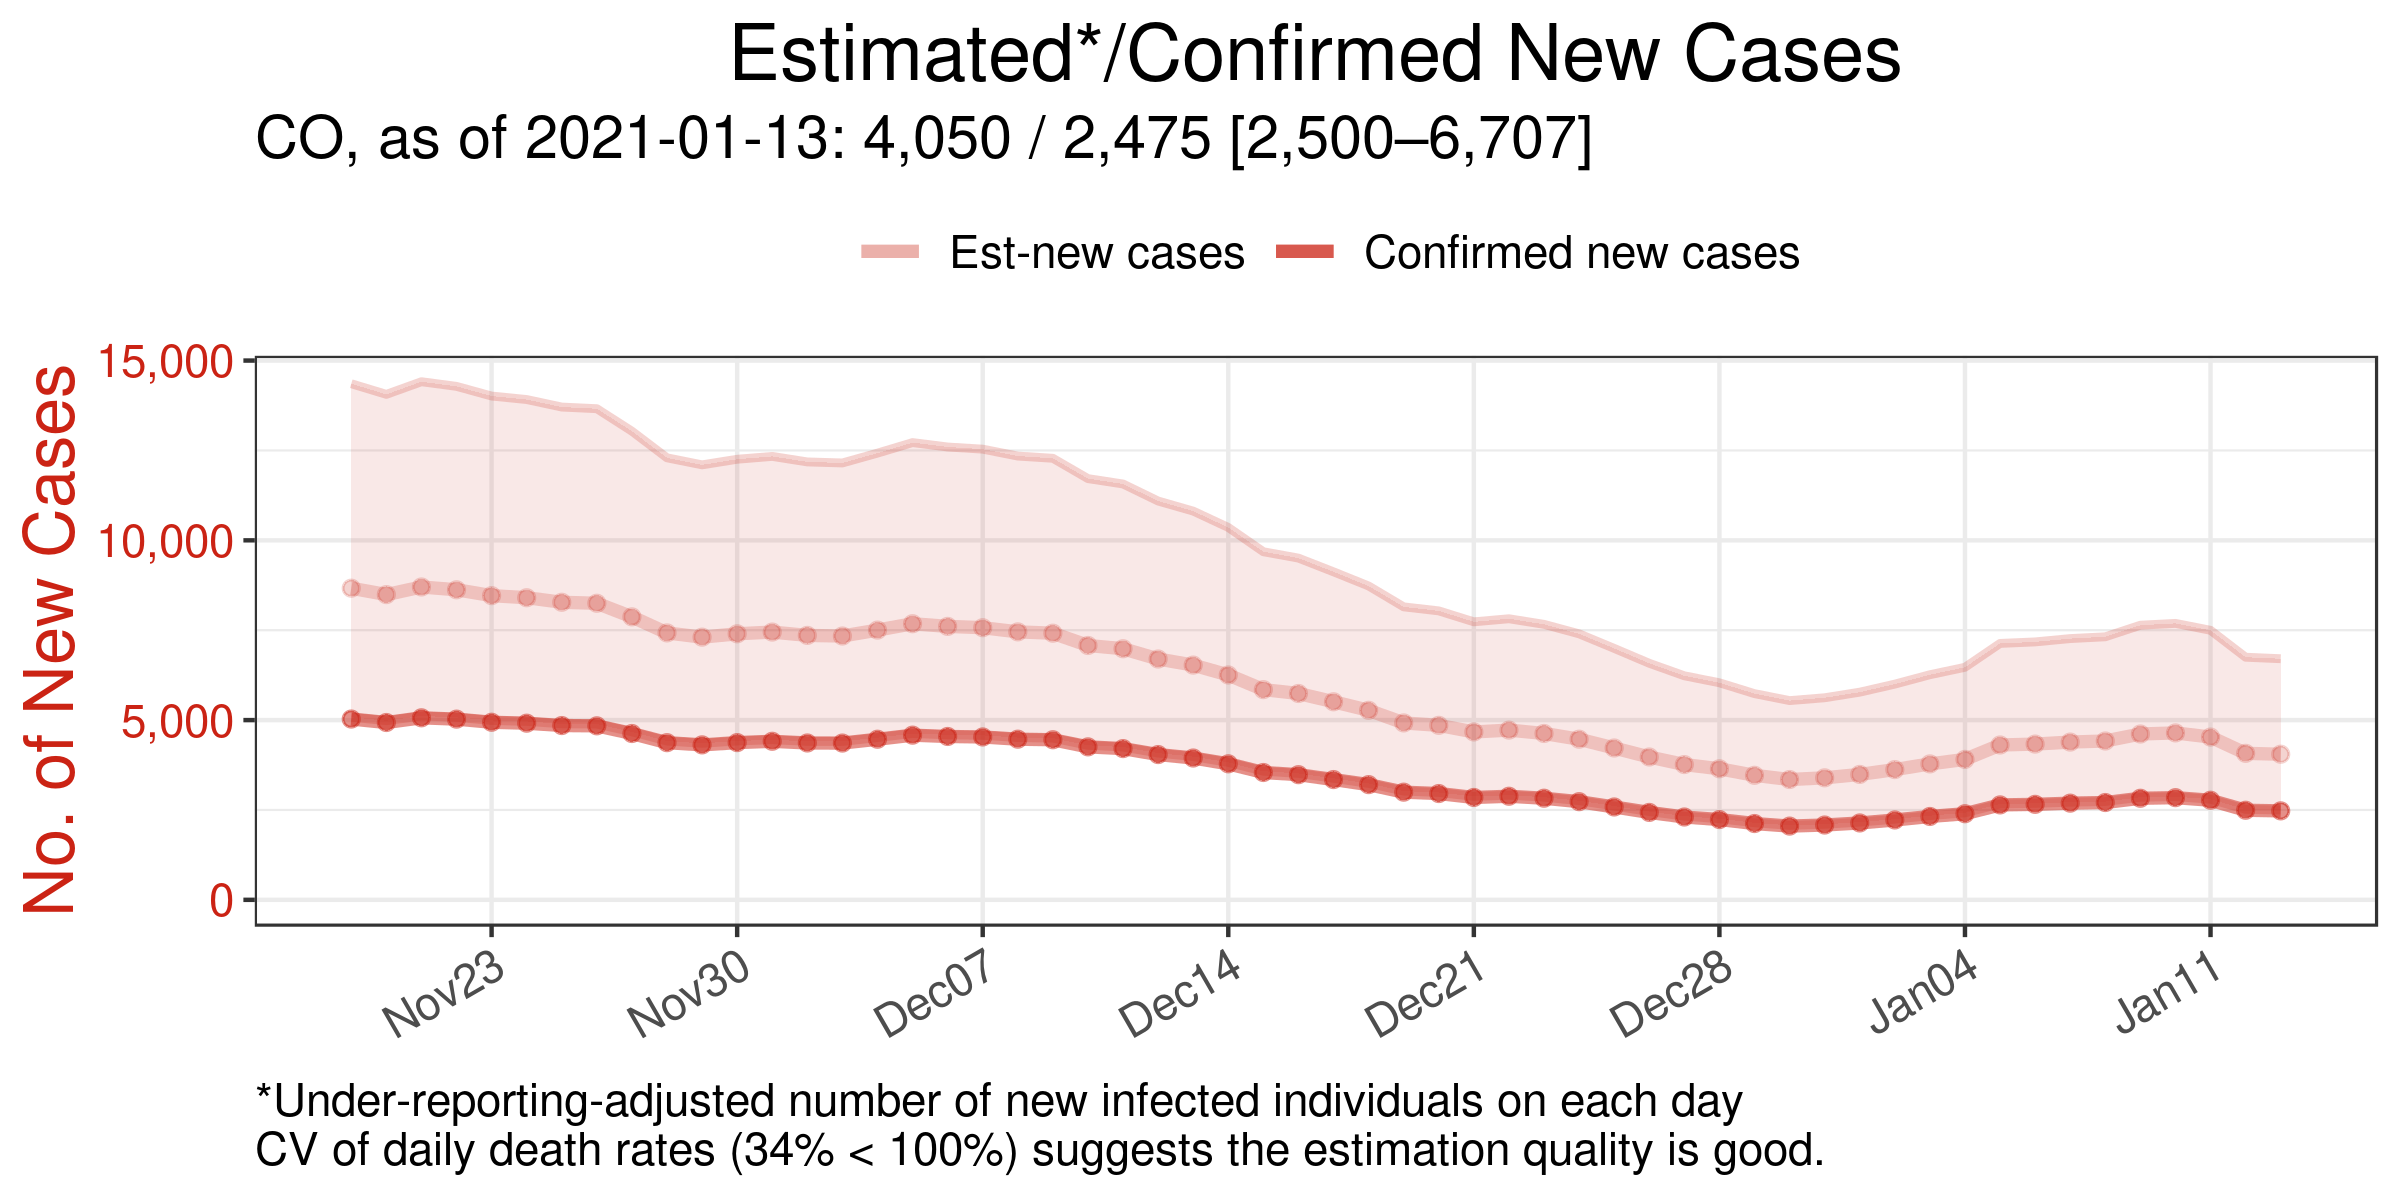 Estimated*/Confirmed New Cases
CO, as of 2021-01-13: 4,050 / 2,475 [2,500–6,707]
Est-new cases
Confirmed new cases
No. of New Cases
15,000
10,000
5,000
0
Nov23
Nov30
Dec07
Dec14
Dec21
Dec28
Jan04
Jan11
*Under-reporting-adjusted number of new infected individuals on each day
CV of daily death rates (34% < 100%) suggests the estimation quality is good.